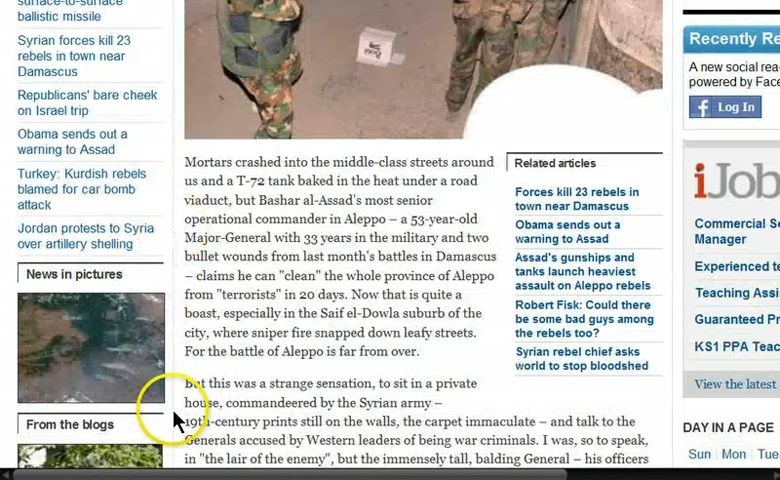 surface-to-surface
ballistic missile
Syrian forces kill 23
rebels in town near
Damascus
Republicans' bare cheek
on Israel trip
Obama sends out a
warning to Assad
Turkey: Kurdish rebels
blamed for car bomb
attack
Jordan protests to Syria
over artillery shelling
News in pictures
From the blogs
Mortars crashed into the middle-class streets around
us and a T-72 tank baked in the heat under a road
viaduct, but Bashar al-Assad's most senior
operational commander in Aleppo – a 53-year-old
Major-General with 33 years in the military and two
bullet wounds from last month's battles in Damascus
– claims he can "clean" the whole province of Aleppo
from "terrorists" in 20 days. Now that is quite a
boast, especially in the Saif el-Dowla suburb of the
city, where sniper fire snapped down leafy streets.
For the battle of Aleppo is far from over.
But this was a strange sensation, to sit in a private
house, commandeered by the Syrian army –
19th-century prints still on the walls, the carpet immaculate – and talk to the
Generals accused by Western leaders of being war criminals. I was, so to speak,
in "the lair of the enemy", but the immensely tall, balding General – his officers
Related articles
Forces kill 23 rebels in
town near Damascus
Obama sends out a
warning to Assad
Assad's gunships and
tanks launch heaviest
assault on Aleppo rebels
Robert Fisk: Could there
be some bad guys among
the rebels too?
Syrian rebel chief asks
world to stop bloodshed
Recently Re
A new social rea
powered by Face
f Log In
iJob
Commercial S
Manager
Experienced te
Teaching Assi
Guaranteed Pr
KS1 PPA Teac
View the latest
DAY IN A PAGE
Sun Mon Tue